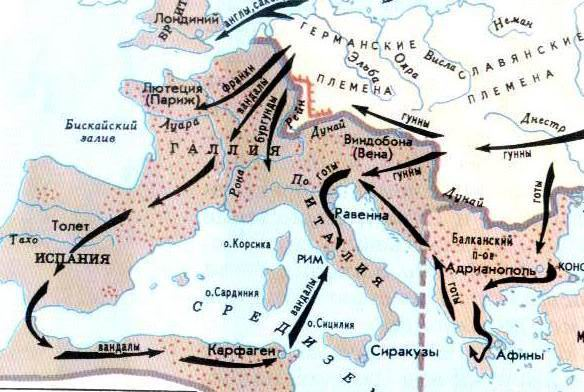 Лондиний
БРИТ
англы, сак
ГЕРМАНСКИЕ
ПЛЕМЕНА
Эльба
Одра
Висла
Неман
СЛАВЯНСКИЕ
ПЛЕМЕНА
Днестр
Лютеция
(Париж)
франки
вандалы
бургунды
Рейн
гунны
гунны
гунны
Бискайский
залив
Луара
ГАЛЛИЯ
Рона
Дунай
Виндобона
(Вена)
Дунай
готы
По
готы
ИТАЛИЯ
Равенна
Толет
Тахо
ИСПАНИЯ
о.Корсика
РИМ
Балканский
п-ов
Адрианополь
КОНС
готы
о.Сардиния
СРЕДИЗЕ
вандалы
о.Сицилия
Сиракузы
Афины
вандалы
Карфаген
М